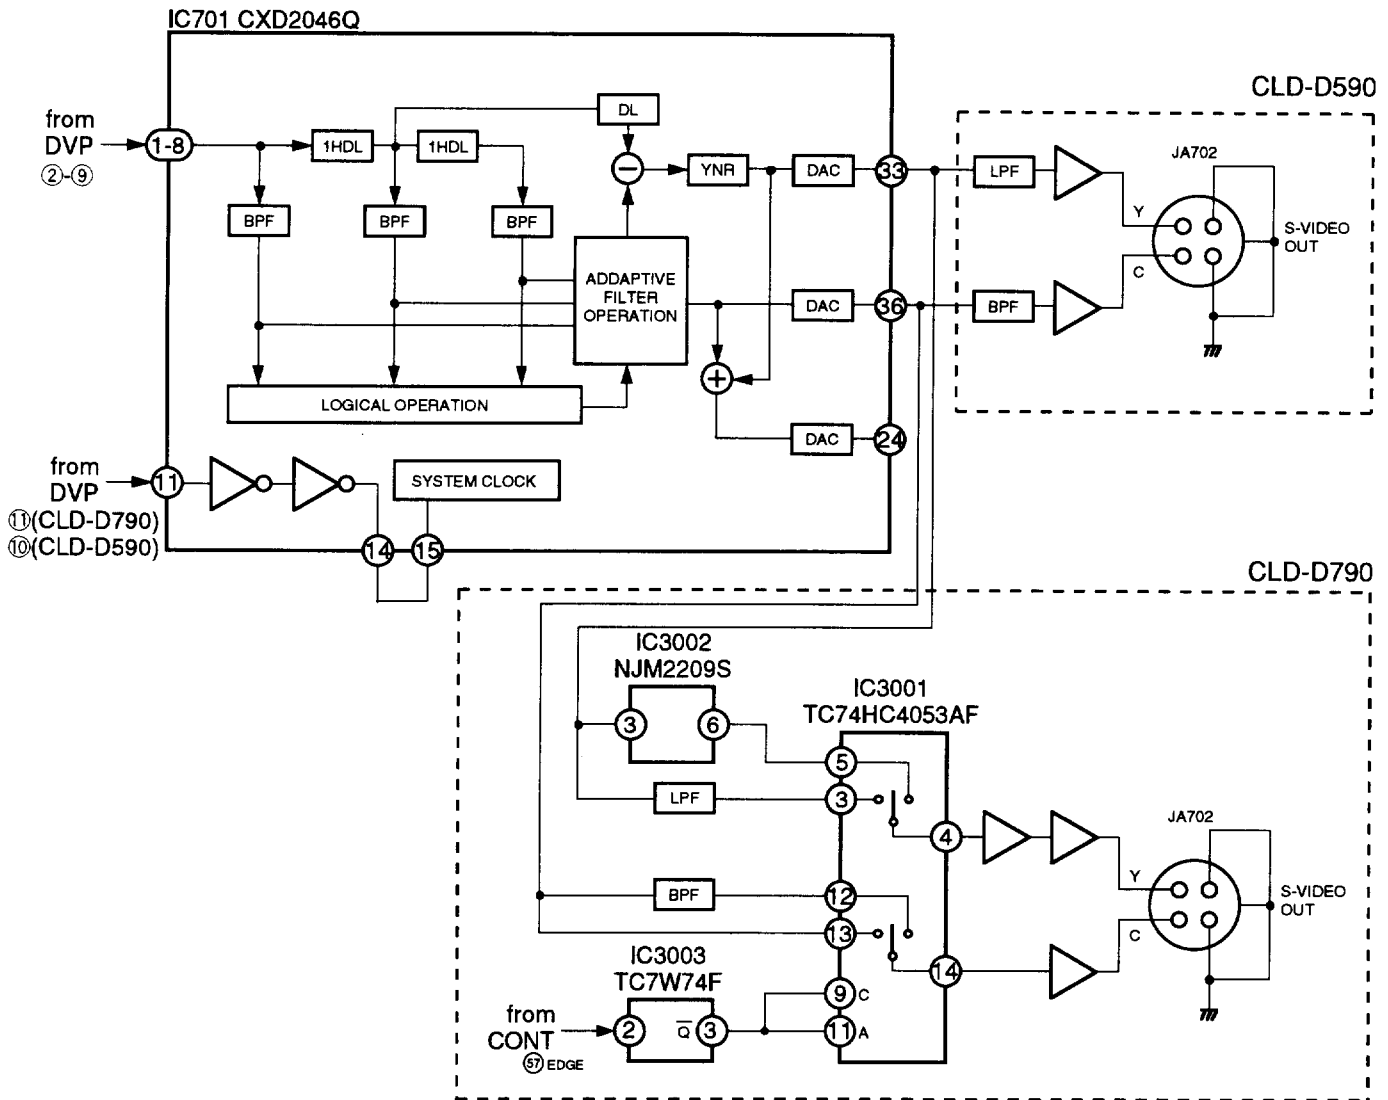 IC701 CXD2046Q
from
DVP
②-⑨
1-8
1HDL
1HDL
DL
−
YNR
DAC
33
BPF
BPF
BPF
ADDAPTIVE
FILTER
OPERATION
DAC
36
+
LOGICAL OPERATION
DAC
24
from
DVP
⑪(CLD-D790)
⑩(CLD-D590)
11
SYSTEM CLOCK
14
15
CLD-D590
LPF
JA702
Y
S-VIDEO
OUT
C
BPF
CLD-D790
IC3002
NJM2209S
3
6
IC3001
TC74HC4053AF
5
LPF
3
4
JA702
BPF
12
Y
S-VIDEO
OUT
13
C
14
IC3003
TC7W74F
9
C
from
CONT
㊼ EDGE
2
Q̅
3
11
A